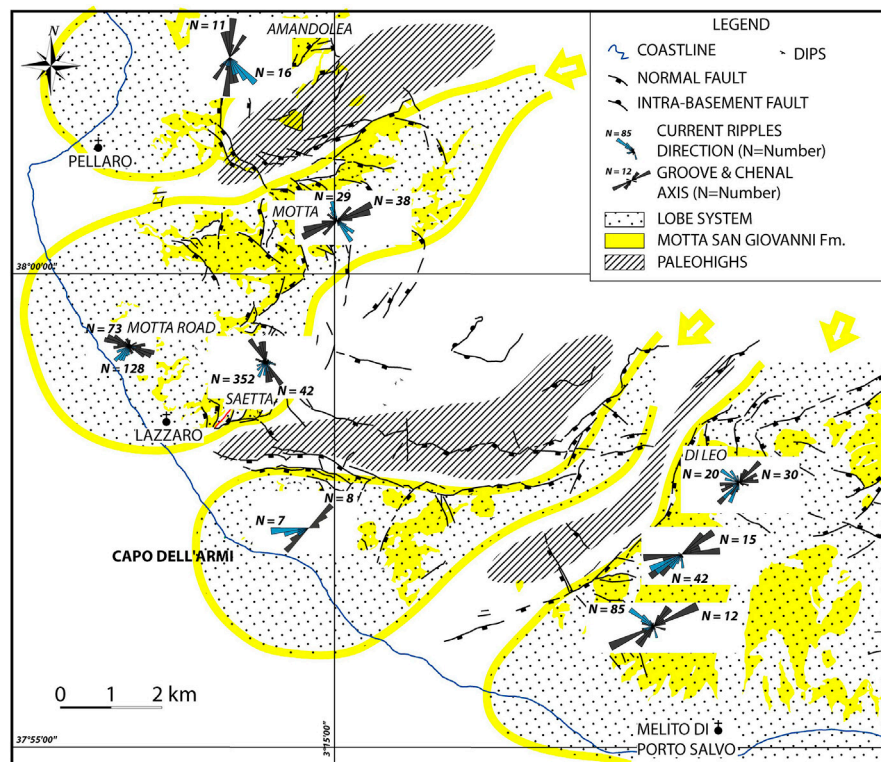 N = 11
AMANDOLEA
N
N = 16
PELLARO
N = 29
N = 38
MOTTA
38°00'00"
N = 73
MOTTA ROAD
N = 128
N = 352
N = 42
SAETTA
LAZZARO
N = 8
N = 7
CAPO DELL'ARMI
DI LEO
N = 20
N = 30
N = 15
N = 42
N = 85
N = 12
0 1 2 km
37°55'00"
3°15'00"
MELITO DI
PORTO SALVO
LEGEND
COASTLINE
DIPS
NORMAL FAULT
INTRA-BASEMENT FAULT
N = 85
CURRENT RIPPLES
DIRECTION (N=Number)
N = 12
GROOVE & CHENAL
AXIS (N=Number)
LOBE SYSTEM
MOTTA SAN GIOVANNI Fm.
PALEOHIGHS